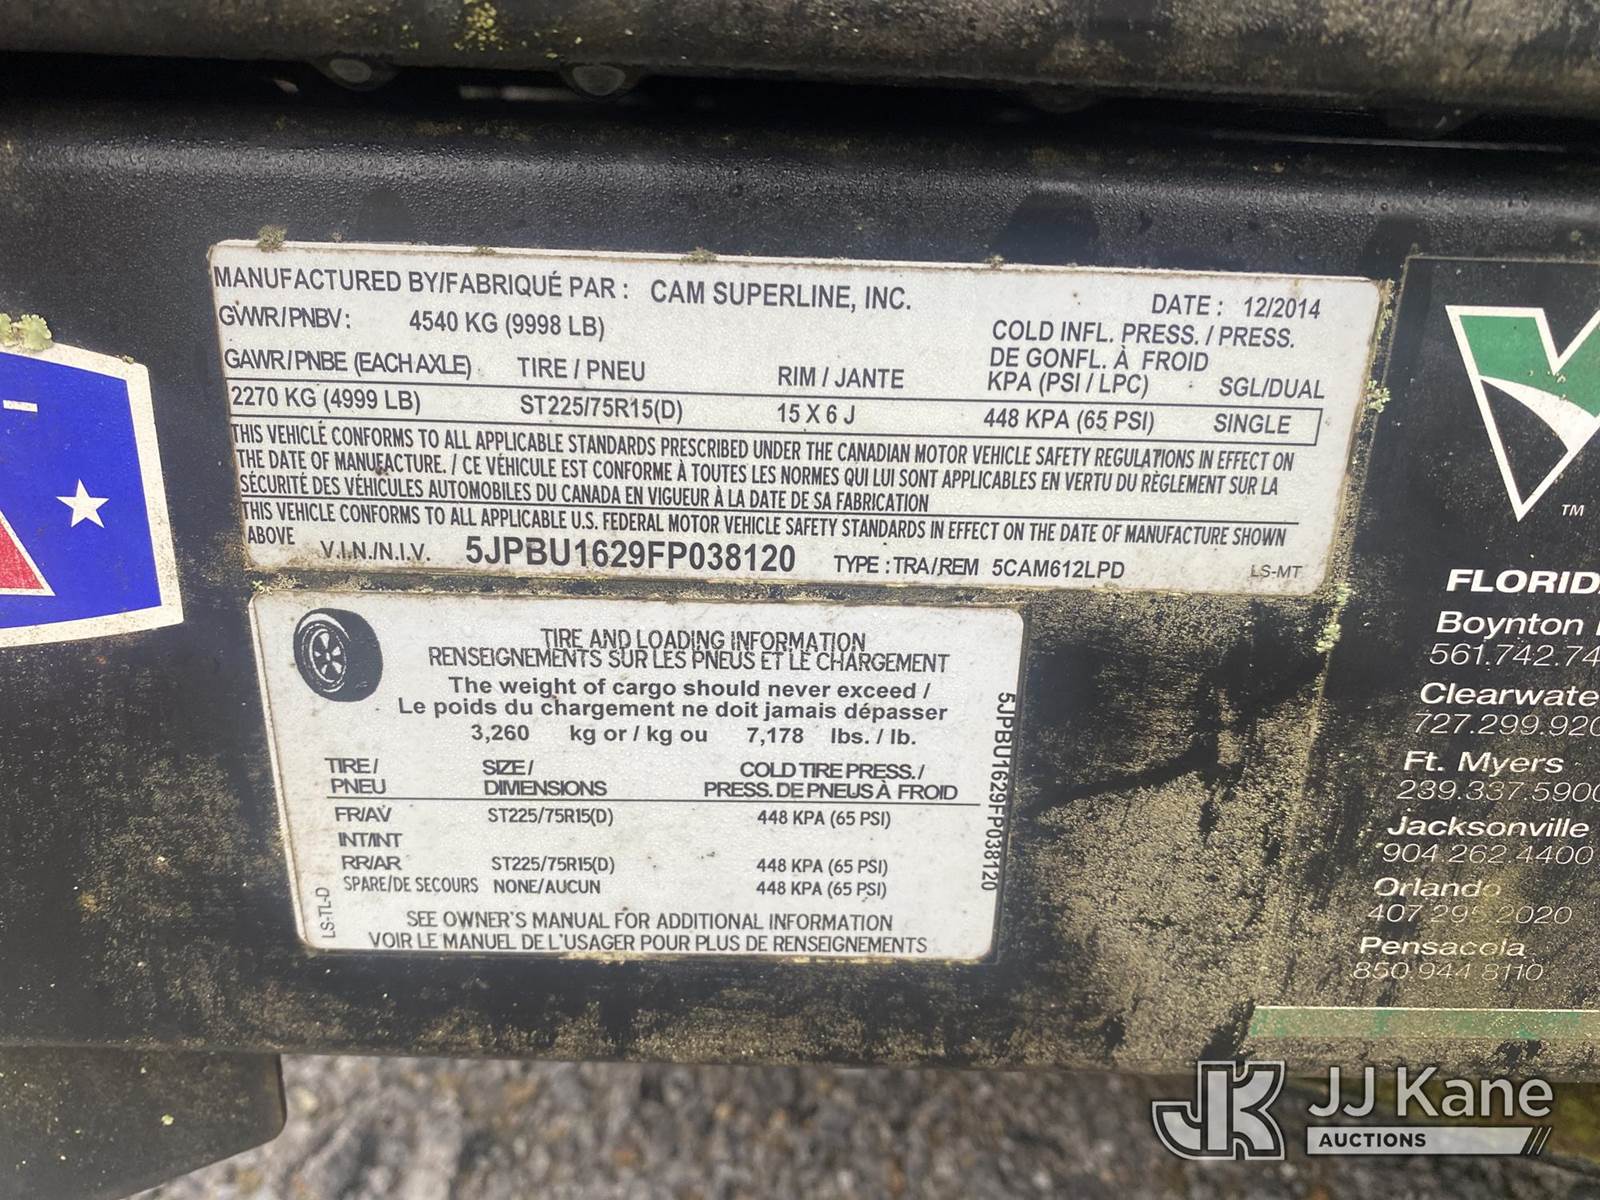 MANUFACTURED BY/FABRIQUÉ PAR : CAM SUPERLINE, INC. DATE : 12/2014
GVWR/PNBV : 4540 KG (9998 LB)
COLD INFL. PRESS. / PRESS.
DE GONFL. À FROID
GAWR/PNBE (EACH AXLE) TIRE / PNEU RIM / JANTE KPA (PSI / LPC) SGL/DUAL
2270 KG (4999 LB) ST225/75R15(D) 15 X 6 J 448 KPA (65 PSI) SINGLE
THIS VEHICLE CONFORMS TO ALL APPLICABLE STANDARDS PRESCRIBED UNDER THE CANADIAN MOTOR VEHICLE SAFETY REGULATIONS IN EFFECT ON
THE DATE OF MANUFACTURE. / CE VÉHICULE EST CONFORME À TOUTES LES NORMES QUI LUI SONT APPLICABLES EN VERTU DU RÈGLEMENT SUR LA
SÉCURITÉ DES VÉHICULES AUTOMOBILES DU CANADA EN VIGUEUR À LA DATE DE SA FABRICATION
THIS VEHICLE CONFORMS TO ALL APPLICABLE U.S. FEDERAL MOTOR VEHICLE SAFETY STANDARDS IN EFFECT ON THE DATE OF MANUFACTURE SHOWN
ABOVE V.I.N./N.I.V. 5JPBU1629FP038120 TYPE : TRA/REM 5CAM612LPD LS-MT
TIRE AND LOADING INFORMATION
RENSEIGNEMENTS SUR LES PNEUS ET LE CHARGEMENT
The weight of cargo should never exceed /
Le poids du chargement ne doit jamais dépasser
3,260 kg or / kg ou 7,178 lbs. / lb.
TIRE / SIZE / COLD TIRE PRESS. /
PNEU DIMENSIONS PRESS. DE PNEUS À FROID
FR/AV ST225/75R15(D) 448 KPA (65 PSI)
INT/INT
RR/AR ST225/75R15(D) 448 KPA (65 PSI)
SPARE/DE SECOURS NONE/AUCUN 448 KPA (65 PSI)
SEE OWNER'S MANUAL FOR ADDITIONAL INFORMATION
VOIR LE MANUEL DE L'USAGER POUR PLUS DE RENSEIGNEMENTS
LS-TL-D
5JPBU1629FP038120
TM
FLORID
Boynton
561.742.74
Clearwate
727.299.920
Ft. Myers
239.337.5900
Jacksonville
904.262.4400
Orlando
407.295.2020
Pensacola
850.944.8110
JK JJ Kane
AUCTIONS